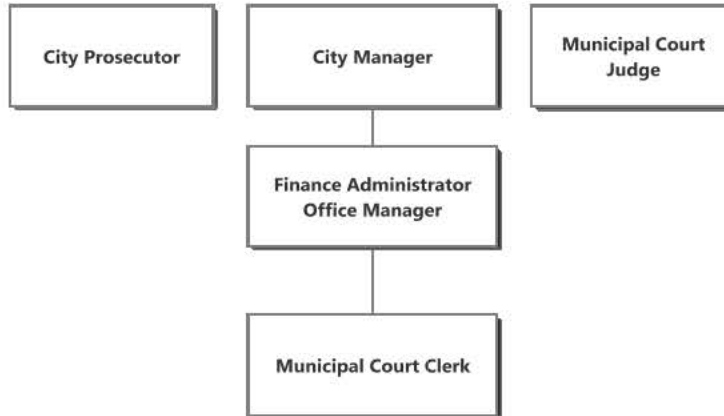 City Prosecutor
City Manager
Municipal Court
Judge
Finance Administrator
Office Manager
Municipal Court Clerk